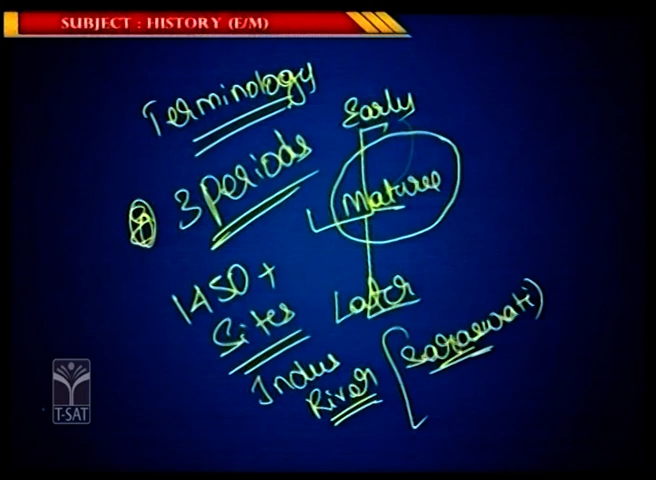 SUBJECT : HISTORY (E/M)
Terminology
3 Periods
Early
Mature
Later
1450+
Sites
Indus
River
(Saraswati)
T-SAT